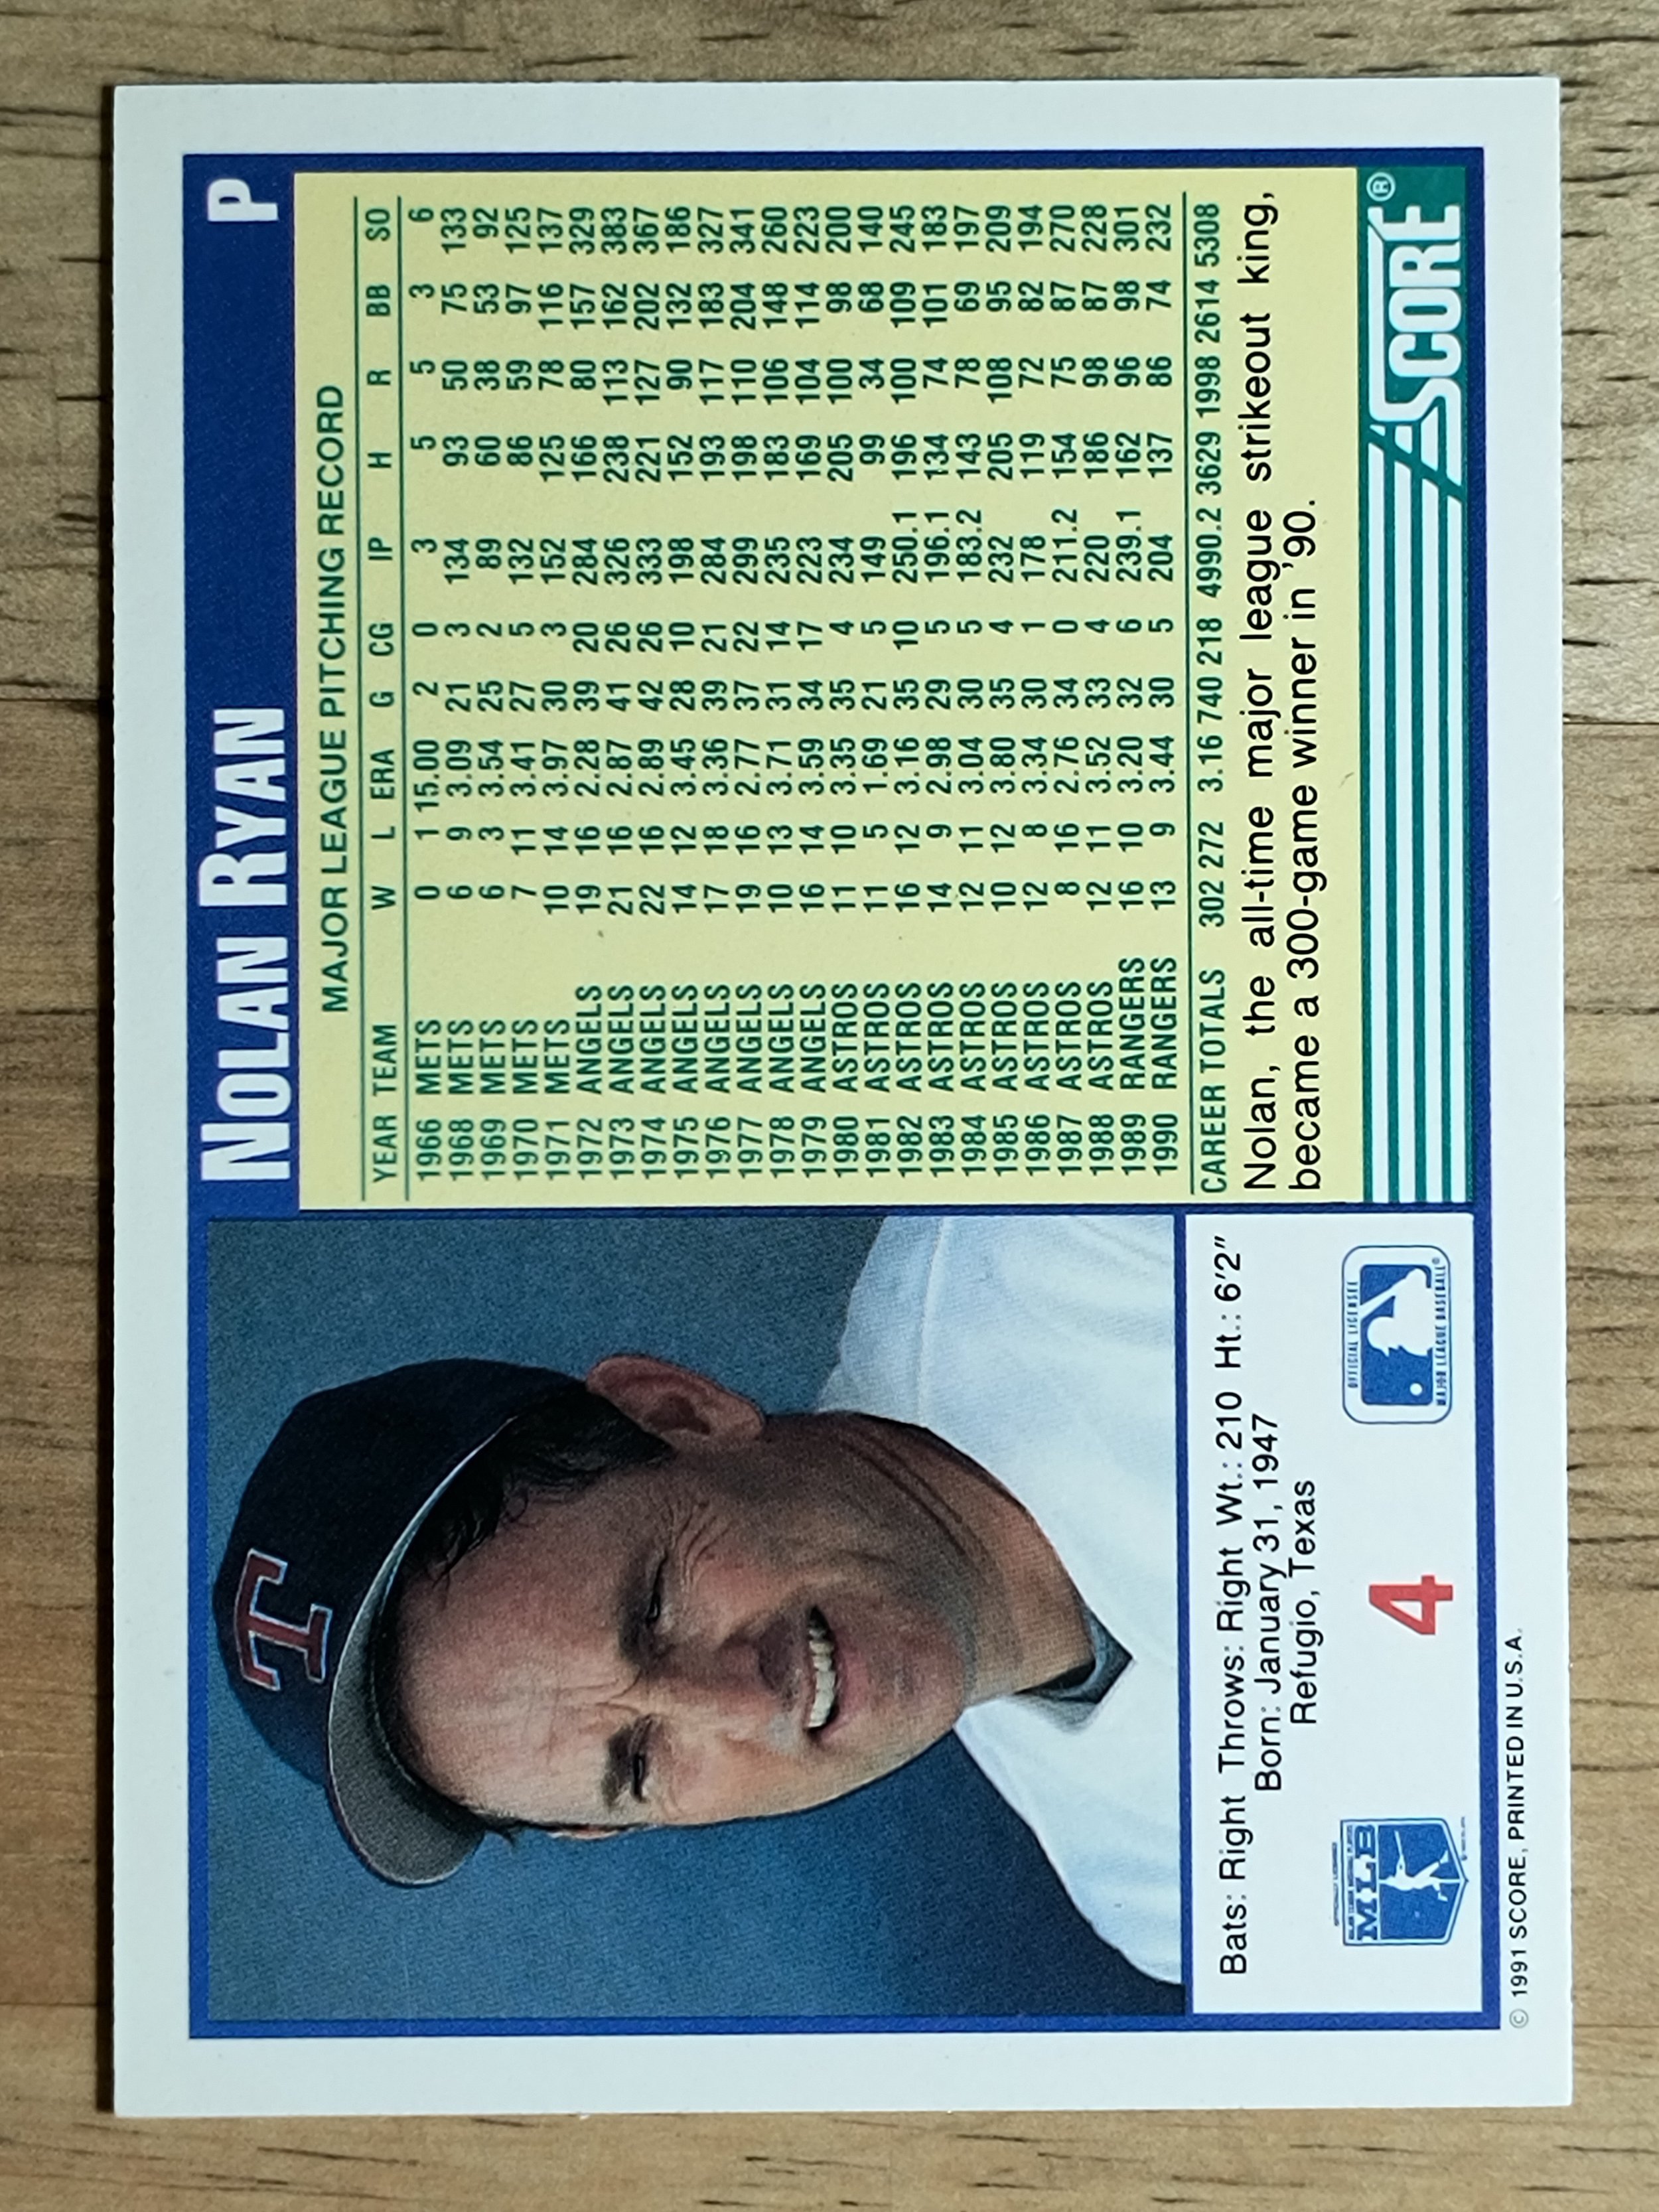 NOLAN RYAN P
MAJOR LEAGUE PITCHING RECORD
YEAR TEAM W L ERA G CG IP H R BB SO
1966 METS 0 1 15.00 2 0 3 5 5 3 6
1968 METS 6 9 3.09 21 3 134 93 50 75 133
1969 METS 6 3 3.54 25 2 89 60 38 53 92
1970 METS 7 11 3.41 27 5 132 86 59 97 125
1971 METS 10 14 3.97 30 3 152 125 78 116 137
1972 ANGELS 19 16 2.28 39 20 284 166 80 157 329
1973 ANGELS 21 16 2.87 41 26 326 238 113 162 383
1974 ANGELS 22 16 2.89 42 26 333 221 127 202 367
1975 ANGELS 14 12 3.45 28 10 198 152 90 132 186
1976 ANGELS 17 18 3.36 39 21 284 193 117 183 327
1977 ANGELS 19 16 2.77 37 22 299 198 110 204 341
1978 ANGELS 10 13 3.71 31 14 235 183 106 148 260
1979 ANGELS 16 14 3.59 34 17 223 169 104 114 223
1980 ASTROS 11 10 3.35 35 4 234 205 100 98 200
1981 ASTROS 11 5 1.69 21 5 149 99 34 68 140
1982 ASTROS 16 12 3.16 35 10 250.1 196 100 109 245
1983 ASTROS 14 9 2.98 29 5 196.1 134 74 101 183
1984 ASTROS 12 11 3.04 30 5 183.2 143 78 69 197
1985 ASTROS 10 12 3.80 35 4 232 205 108 95 209
1986 ASTROS 12 8 3.34 30 1 178 119 72 82 194
1987 ASTROS 8 16 2.76 34 0 211.2 154 75 87 270
1988 ASTROS 12 11 3.52 33 4 220 186 98 87 228
1989 RANGERS 16 10 3.20 32 6 239.1 162 96 98 301
1990 RANGERS 13 9 3.44 30 5 204 137 86 74 232
CAREER TOTALS 302 272 3.16 740 218 4990.2 3629 1998 2614 5308
Nolan, the all-time major league strikeout king,
became a 300-game winner in '90.
SCORE®
T
Bats: Right Throws: Right Wt.: 210 Ht.: 6'2"
Born: January 31, 1947
Refugio, Texas
MLB
4
OFFICIAL LICENSEE
MAJOR LEAGUE BASEBALL®
© 1991 SCORE, PRINTED IN U.S.A.